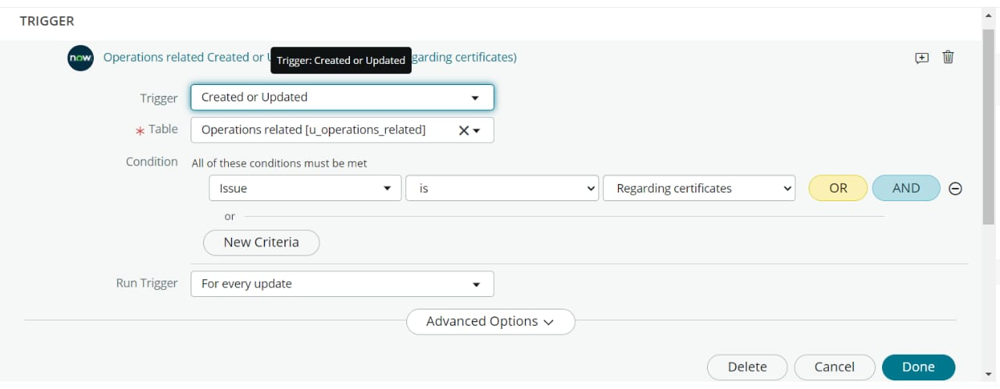 TRIGGER
now Operations related Created or Trigger: Created or Updated garding certificates)
Trigger Created or Updated
* Table Operations related [u_operations_related]
Condition All of these conditions must be met
Issue is Regarding certificates OR AND
or
New Criteria
Run Trigger For every update
Advanced Options
Delete Cancel Done